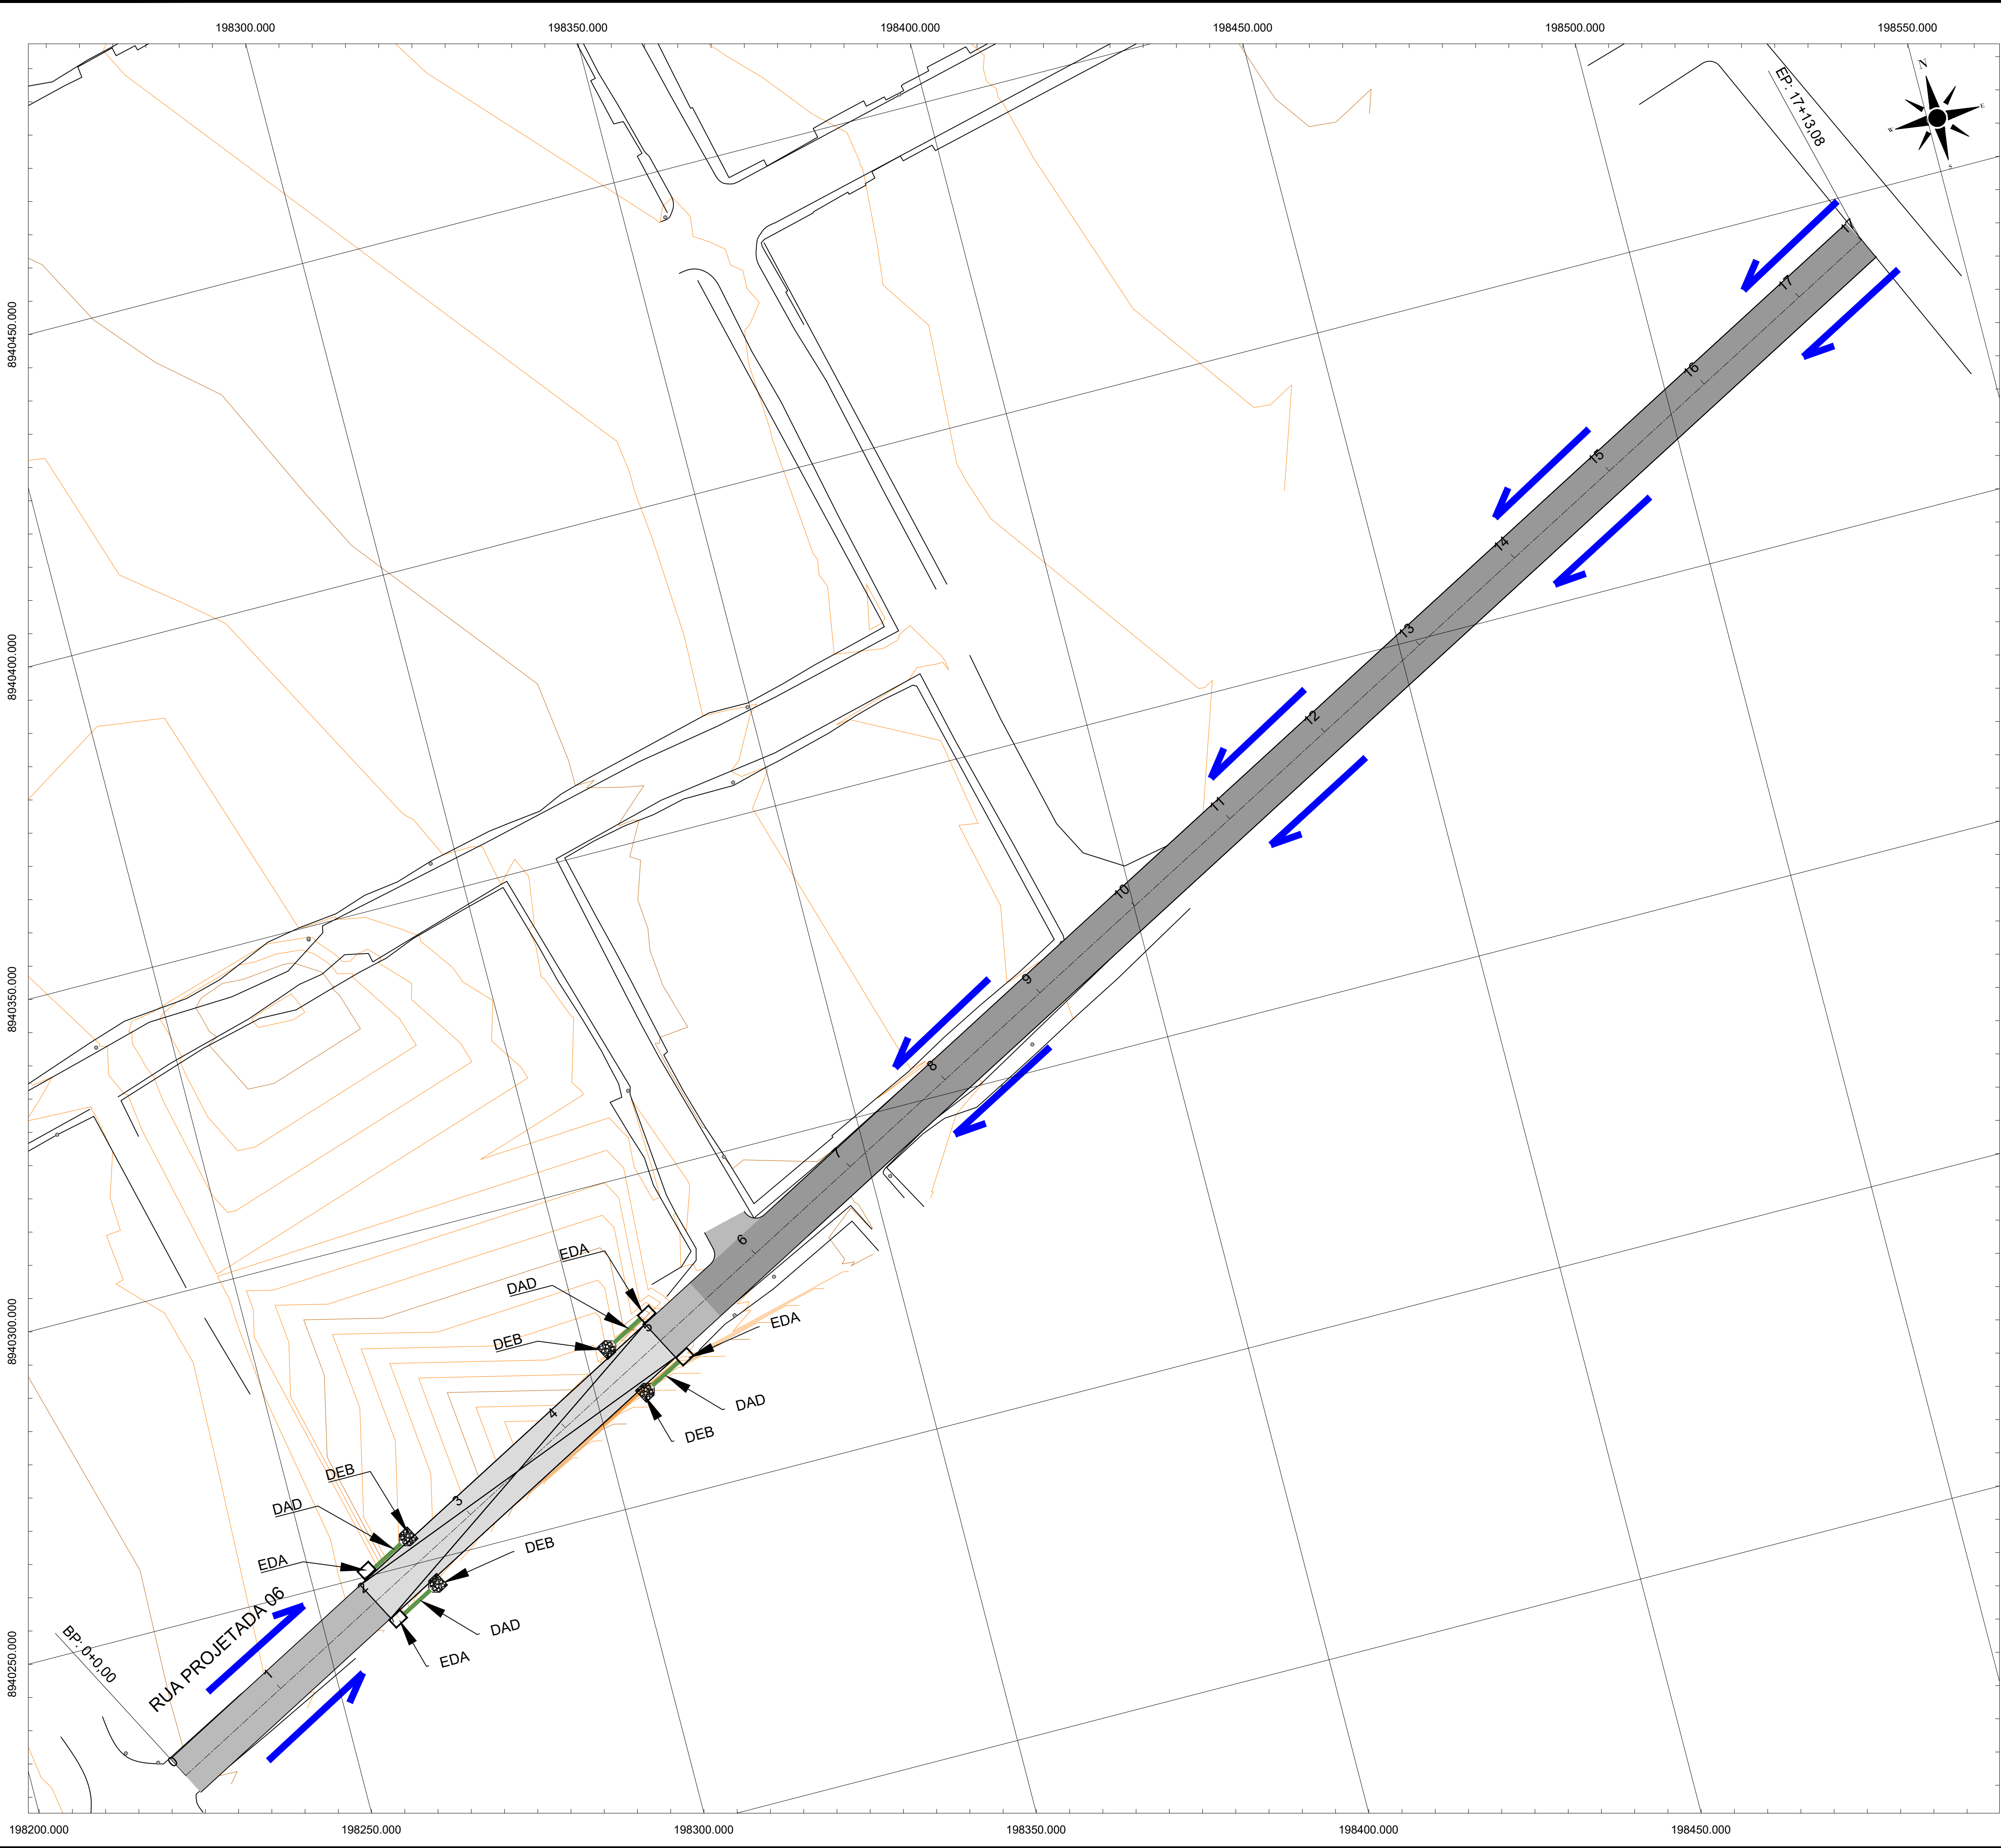 198300.000
198350.000
198400.000
198450.000
198500.000
198550.000
N
E
W
S
EP: 17+13,08
17
17
16
8940450.000
15
14
13
8940400.000
12
11
10
9
8940350.000
8
7
6
EDA
DAD
DEB
5
EDA
8940300.000
DAD
DEB
4
DEB
3
DAD
DEB
EDA
2
DAD
EDA
RUA PROJETADA 06
8940250.000
1
BP: 0+0,00
0
198200.000
198250.000
198300.000
198350.000
198400.000
198450.000